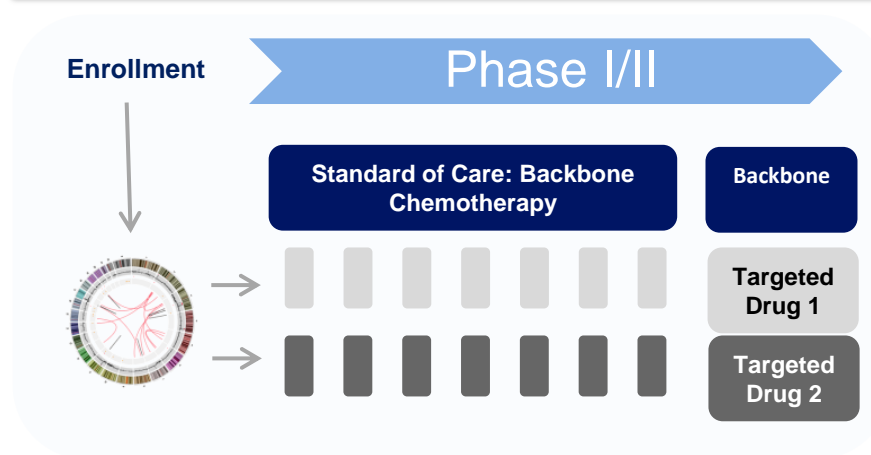 Enrollment
Phase I/II
Standard of Care: Backbone
Chemotherapy
Backbone
Targeted
Drug 1
Targeted
Drug 2